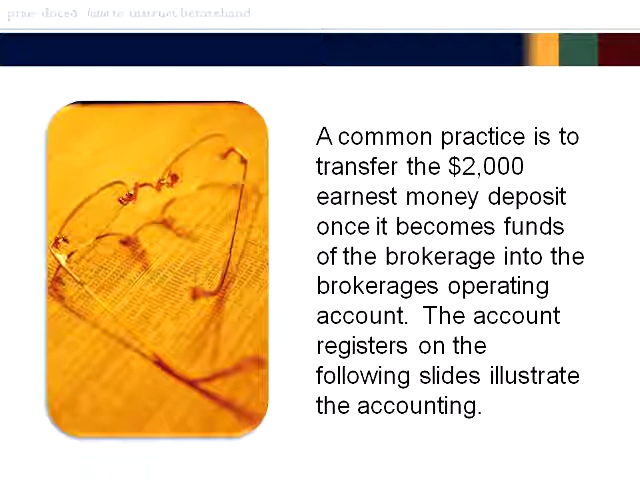 A common practice is to
transfer the $2,000
earnest money deposit
once it becomes funds
of the brokerage into the
brokerages operating
account.  The account
registers on the
following slides illustrate
the accounting.